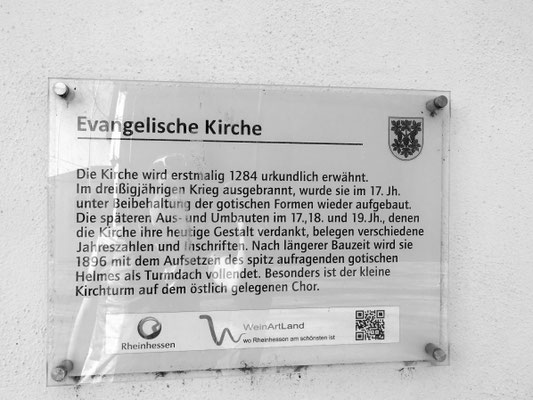 Evangelische Kirche
Die Kirche wird erstmalig 1284 urkundlich erwähnt.
Im dreißigjährigen Krieg ausgebrannt, wurde sie im 17. Jh.
unter Beibehaltung der gotischen Formen wieder aufgebaut.
Die späteren Aus- und Umbauten im 17.,18. und 19.Jh., denen
die Kirche ihre heutige Gestalt verdankt, belegen verschiedene
Jahreszahlen und Inschriften. Nach längerer Bauzeit wird sie
1896 mit dem Aufsetzen des spitz aufragenden gotischen
Helmes als Turmdach vollendet. Besonders ist der kleine
Kirchturm auf dem östlich gelegenen Chor.
Rheinhessen
WeinArtLand
wo Rheinhessen am schönsten ist